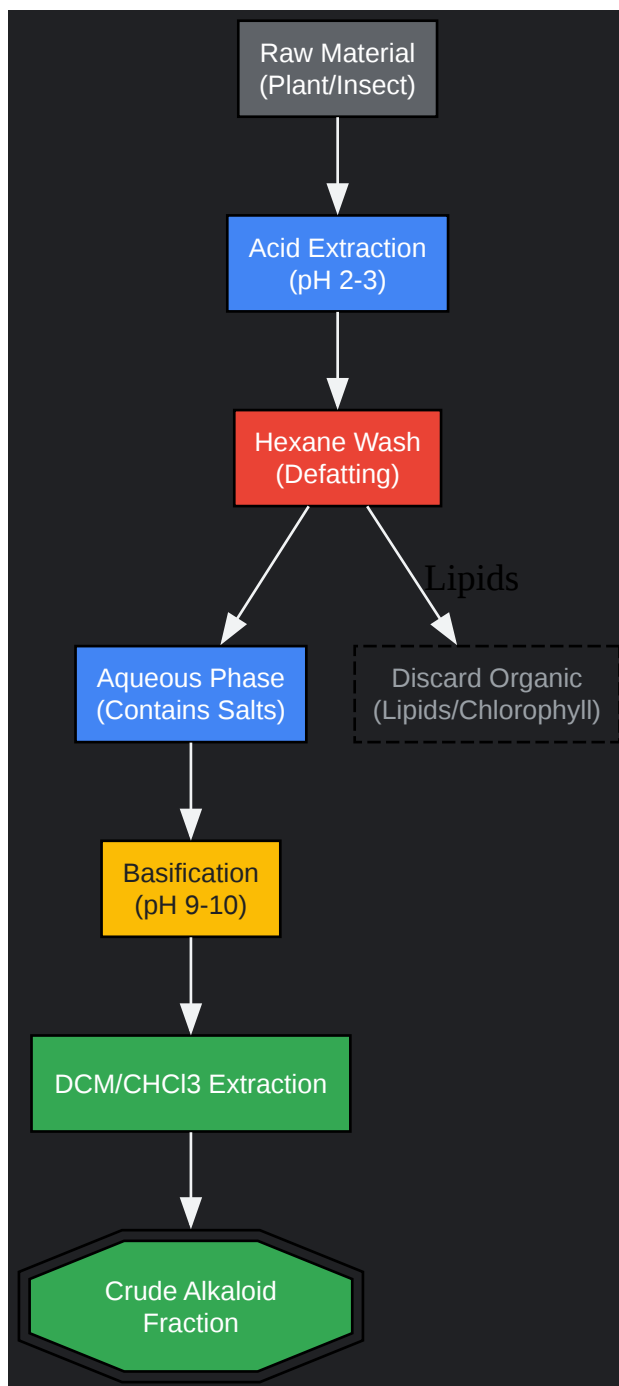 Raw Material
(Plant/Insect)
Acid Extraction
(pH 2-3)
Hexane Wash
(Defatting)
Lipids
Aqueous Phase
(Contains Salts)
Discard Organic
(Lipids/Chlorophyll)
Basification
(pH 9-10)
DCM/CHCl3 Extraction
Crude Alkaloid
Fraction